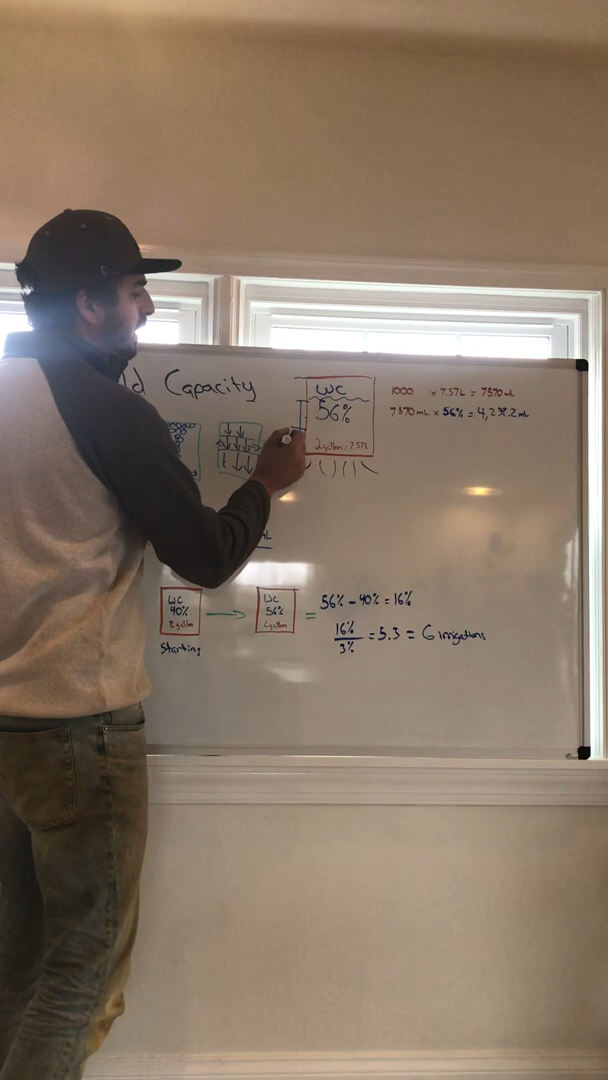 ld Capacity
WC
56%
2 gallon = 7.57L
1000 x 7.57L = 7570 mL
7570 mL x 56% = 4,239.2 mL
WC
40%
2 gallon
Starting
WC
56%
2 gallon
= 56% - 40% = 16%
16%
3%
= 5.3 = 6 irrigations